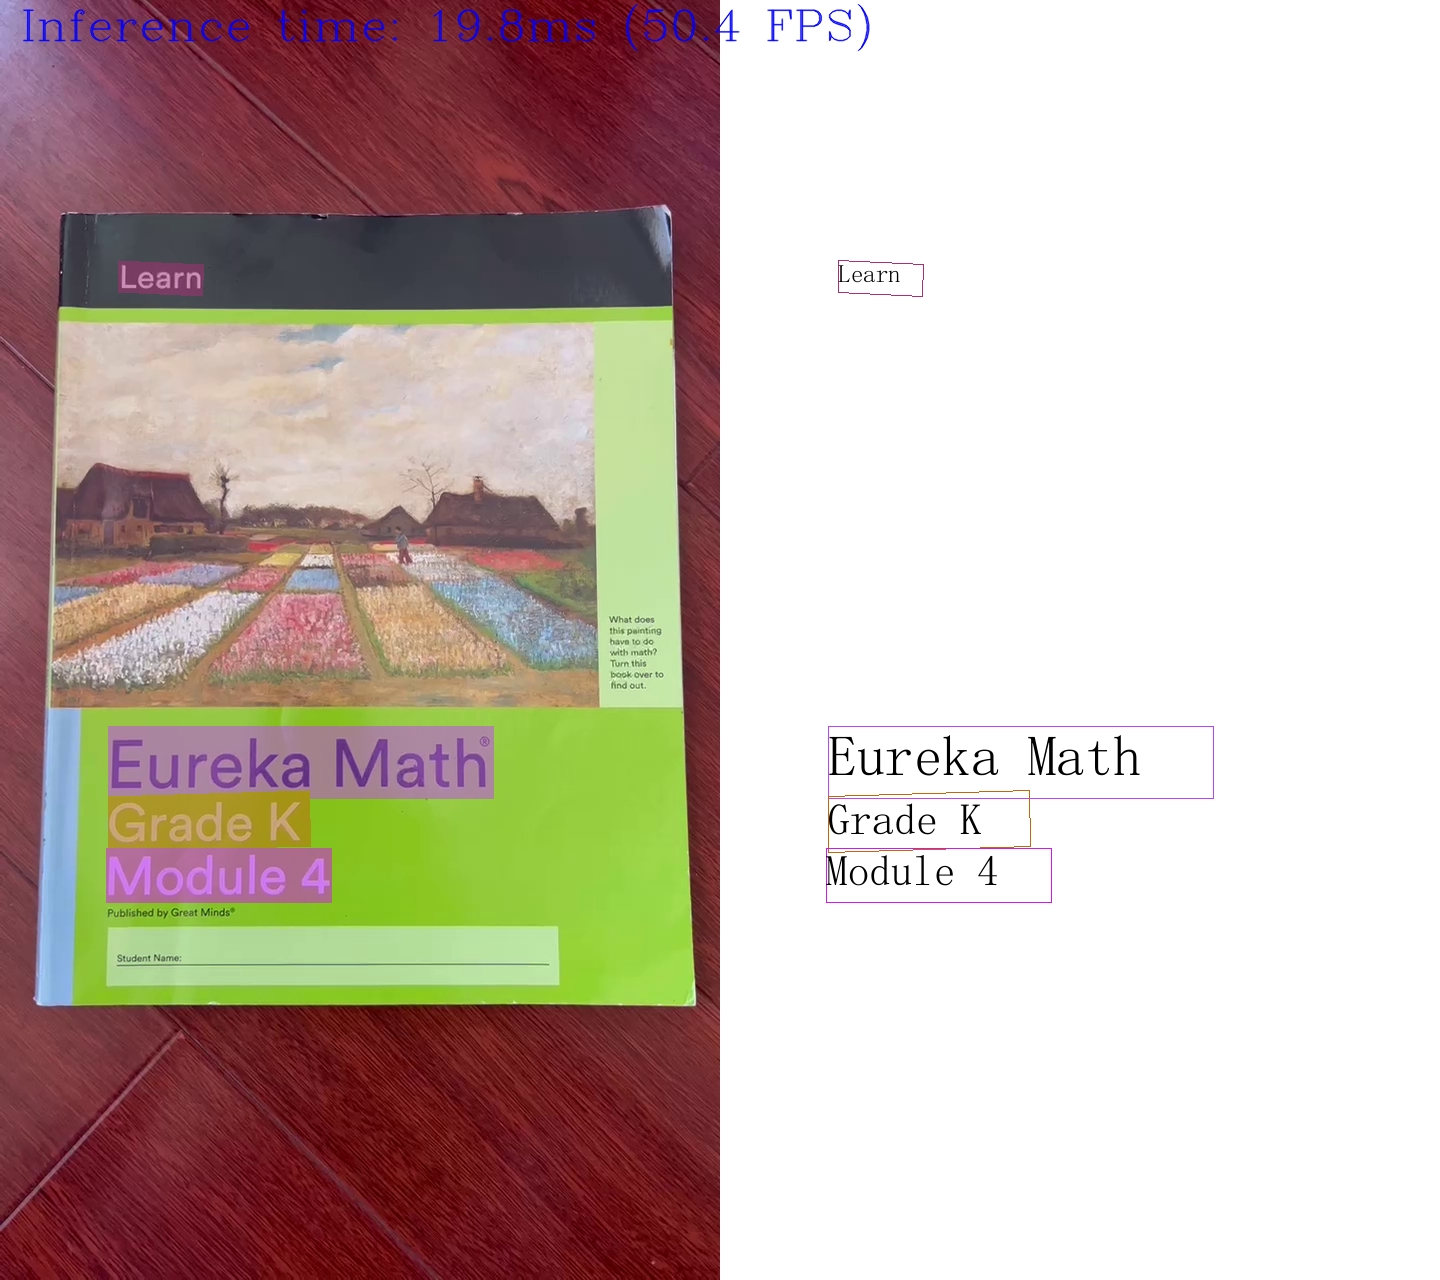 Inference time: 19.8ms (50.4 FPS)
Learn
What does
this painting
have to do
with math?
Turn this
book over to
find out.
Eureka Math®
Grade K
Module 4
Published by Great Minds®
Student Name:
Learn
Eureka Math
Grade K
Module 4